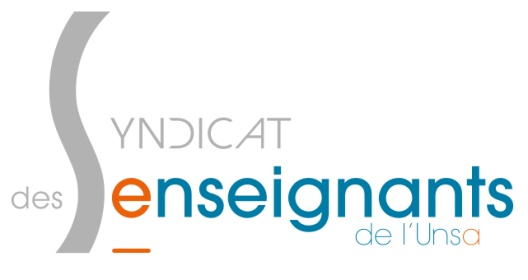 SYNDICAT
des enseignants
de l'Unsa